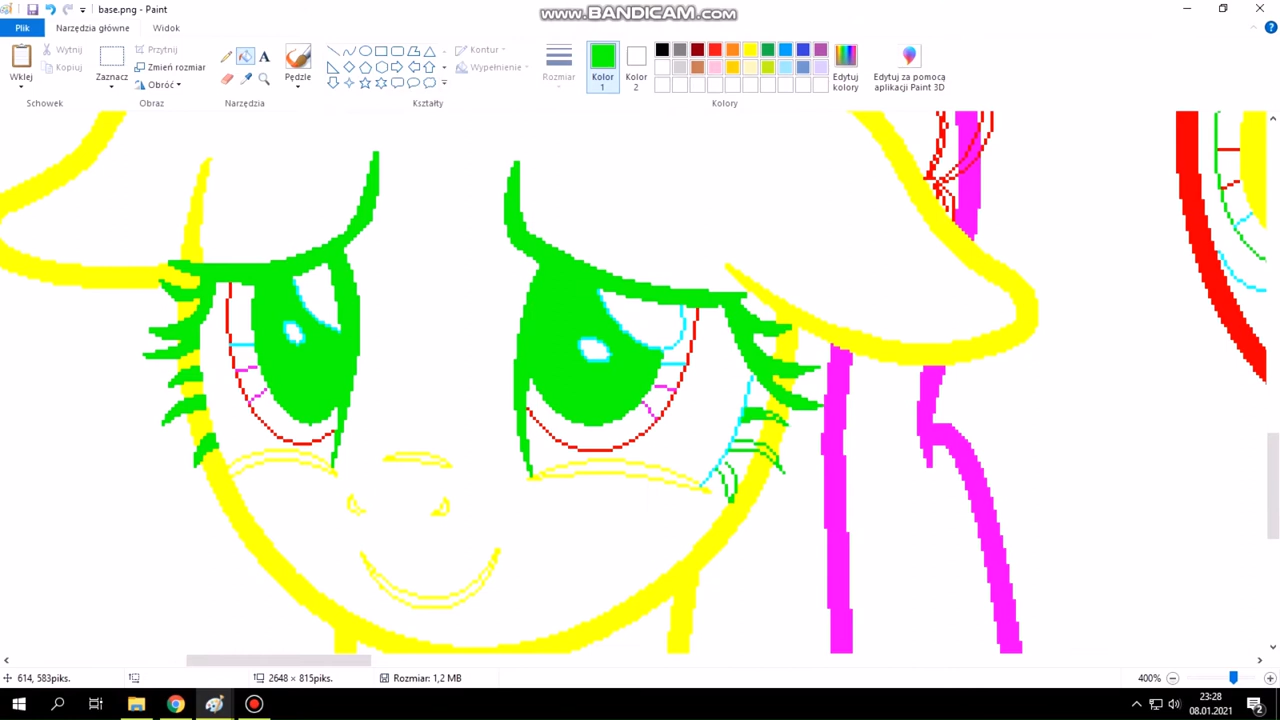 base.png - Paint
www.BANDICAM.com
Plik
Narzędzia główne
Widok
Wklej
Wytnij
Kopiuj
Schowek
Zaznacz
Przytnij
Zmień rozmiar
Obróć
Obraz
A
Narzędzia
Pędzle
Kontur
Wypełnienie
Kształty
Rozmiar
Kolor 1
Kolor 2
Edytuj kolory
Kolory
Edytuj za pomocą aplikacji Paint 3D
614, 583piks.
2648 × 815piks.
Rozmiar: 1,2 MB
400%
23:28
08.01.2021
2